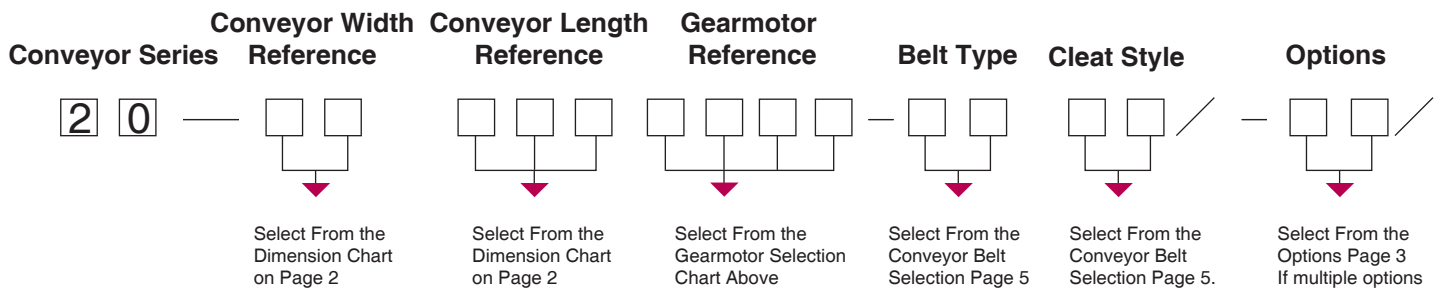 Conveyor Series
Conveyor Width
Reference
Conveyor Length
Reference
Gearmotor
Reference
Belt Type
Cleat Style
Options
2 0 — / — — /
Select From the
Dimension Chart
on Page 2
Select From the
Dimension Chart
on Page 2
Select From the
Gearmotor Selection
Chart Above
Select From the
Conveyor Belt
Selection Page 5
Select From the
Conveyor Belt
Selection Page 5.
Select From the
Options Page 3
If multiple options